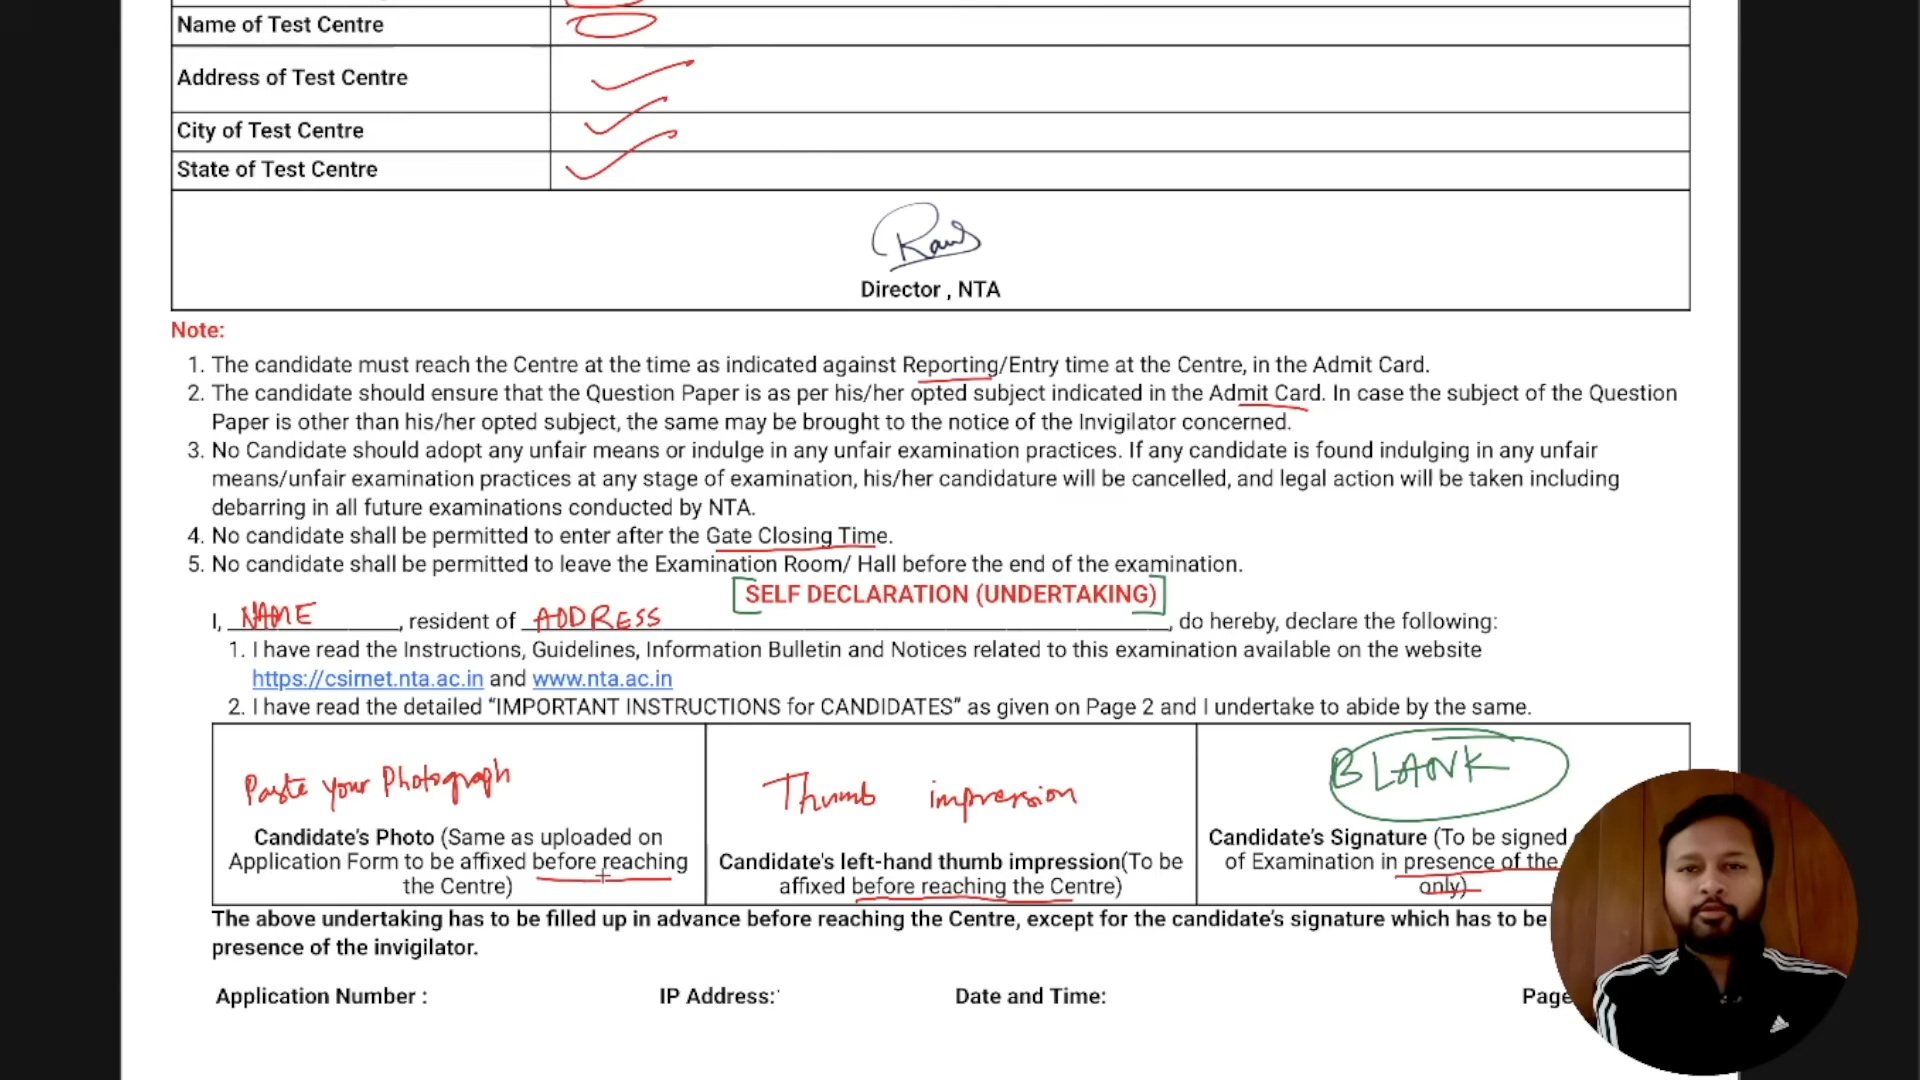 Name of Test Centre
Address of Test Centre
City of Test Centre
State of Test Centre
Director , NTA
Note:
1. The candidate must reach the Centre at the time as indicated against Reporting/Entry time at the Centre, in the Admit Card.
2. The candidate should ensure that the Question Paper is as per his/her opted subject indicated in the Admit Card. In case the subject of the Question
Paper is other than his/her opted subject, the same may be brought to the notice of the Invigilator concerned.
3. No Candidate should adopt any unfair means or indulge in any unfair examination practices. If any candidate is found indulging in any unfair
means/unfair examination practices at any stage of examination, his/her candidature will be cancelled, and legal action will be taken including
debarring in all future examinations conducted by NTA.
4. No candidate shall be permitted to enter after the Gate Closing Time.
5. No candidate shall be permitted to leave the Examination Room/ Hall before the end of the examination.
SELF DECLARATION (UNDERTAKING)
I, NAME, resident of ADDRESS, do hereby, declare the following:
1. I have read the Instructions, Guidelines, Information Bulletin and Notices related to this examination available on the website
https://csirnet.nta.ac.in and www.nta.ac.in
2. I have read the detailed “IMPORTANT INSTRUCTIONS for CANDIDATES” as given on Page 2 and I undertake to abide by the same.
Paste your Photograph
Candidate’s Photo (Same as uploaded on
Application Form to be affixed before reaching
the Centre)
Thumb impression
Candidate's left-hand thumb impression(To be
affixed before reaching the Centre)
BLANK
Candidate’s Signature (To be signed
of Examination in presence of the
only)
The above undertaking has to be filled up in advance before reaching the Centre, except for the candidate’s signature which has to be
presence of the invigilator.
Application Number : IP Address: Date and Time: Page